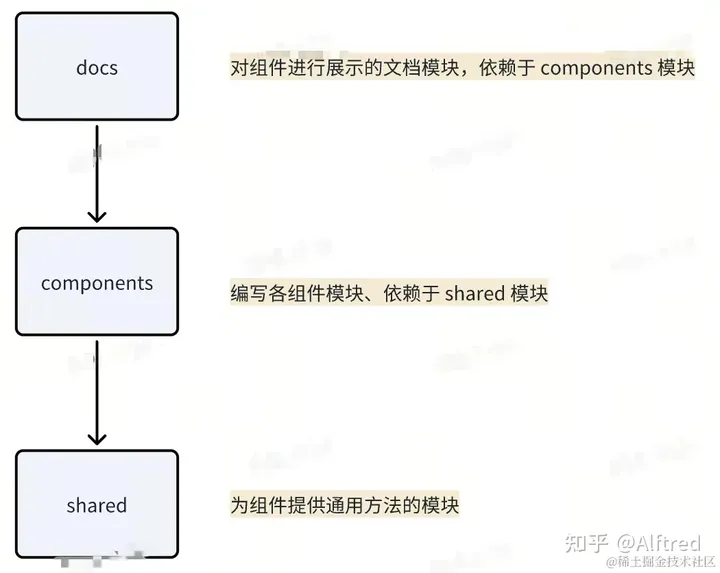 docs
对组件进行展示的文档模块，依赖于 components 模块
components
编写各组件模块、依赖于 shared 模块
shared
为组件提供通用方法的模块
知乎 @Alftred
@稀土掘金技术社区